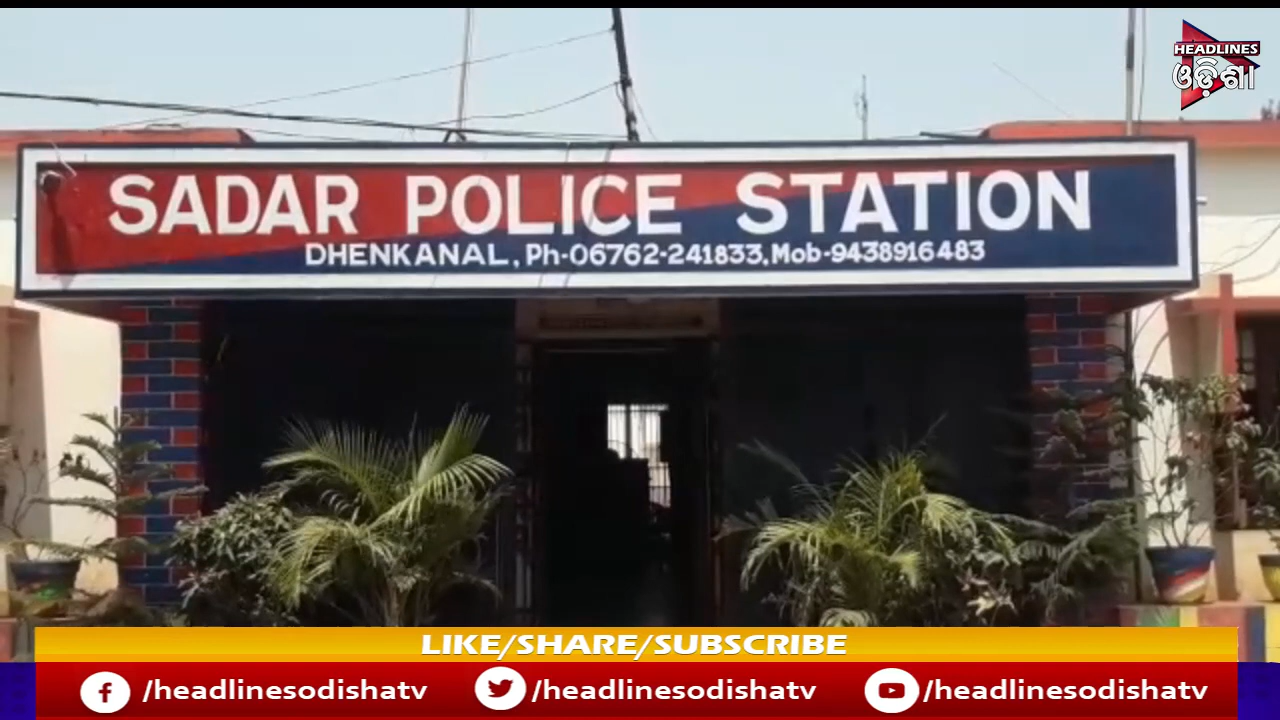 HEADLINES
ଓଡ଼ିଶା
SADAR POLICE STATION
DHENKANAL, Ph-06762-241833, Mob-9438916483
LIKE/SHARE/SUBSCRIBE
/headlinesodishatv /headlinesodishatv /headlinesodishatv